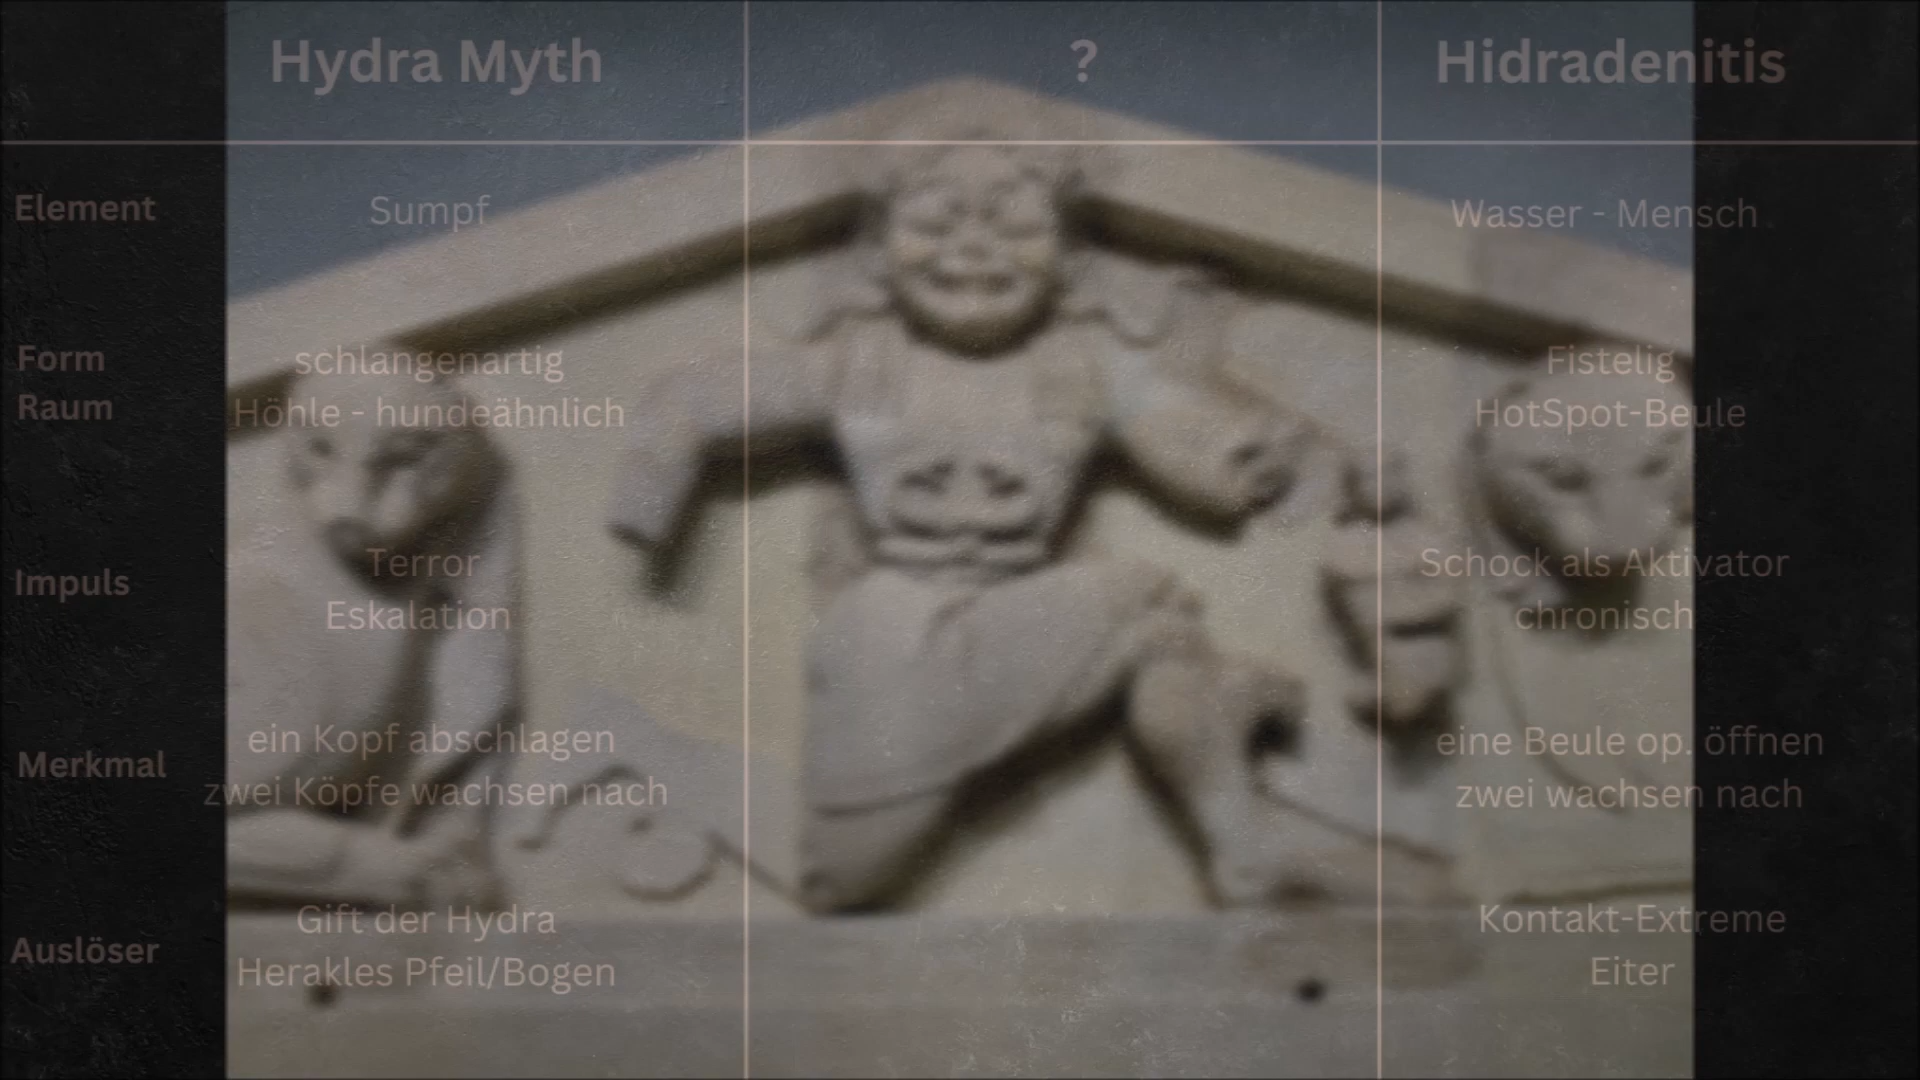 Hydra Myth ? Hidradenitis
Element Sumpf Wasser - Mensch
Form schlangenartig Fistelig
Raum Höhle - hundeähnlich HotSpot-Beule
Impuls Terror Schock als Aktivator
Eskalation chronisch
Merkmal ein Kopf abschlagen eine Beule op. öffnen
zwei Köpfe wachsen nach zwei wachsen nach
Auslöser Gift der Hydra Kontakt-Extreme
Herakles Pfeil/Bogen Eiter